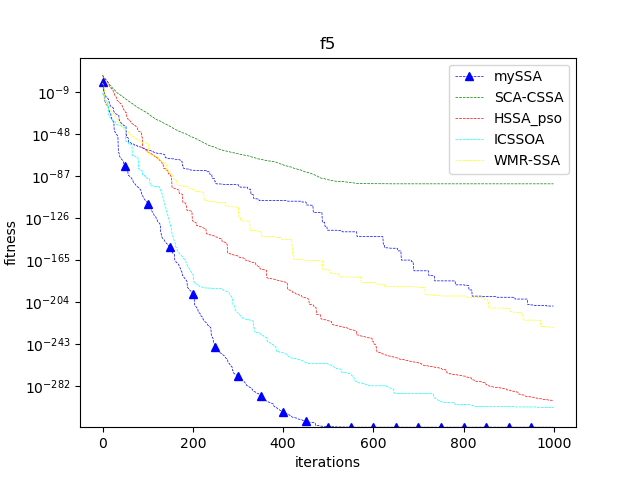 f5
mySSA
SCA-CSSA
HSSA_pso
ICSSOA
WMR-SSA
fitness
10⁻⁹
10⁻⁴⁸
10⁻⁸⁷
10⁻¹²⁶
10⁻¹⁶⁵
10⁻²⁰⁴
10⁻²⁴³
10⁻²⁸²
0 200 400 600 800 1000
iterations